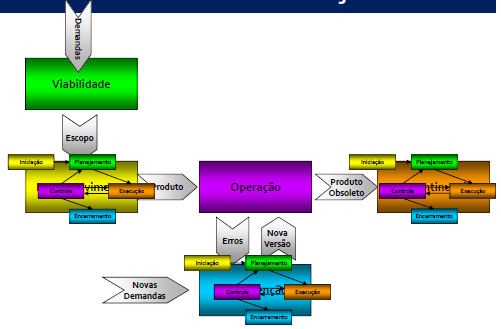 Demandas
Viabilidade
Escopo
Iniciação
Planejamento
Controle
Execução
Encerramento
Produto
Operação
Produto
Obsoleto
Iniciação
Planejamento
Controle
Execução
Encerramento
Erros
Nova
Versão
Iniciação
Planejamento
Controle
Execução
Encerramento
Novas
Demandas